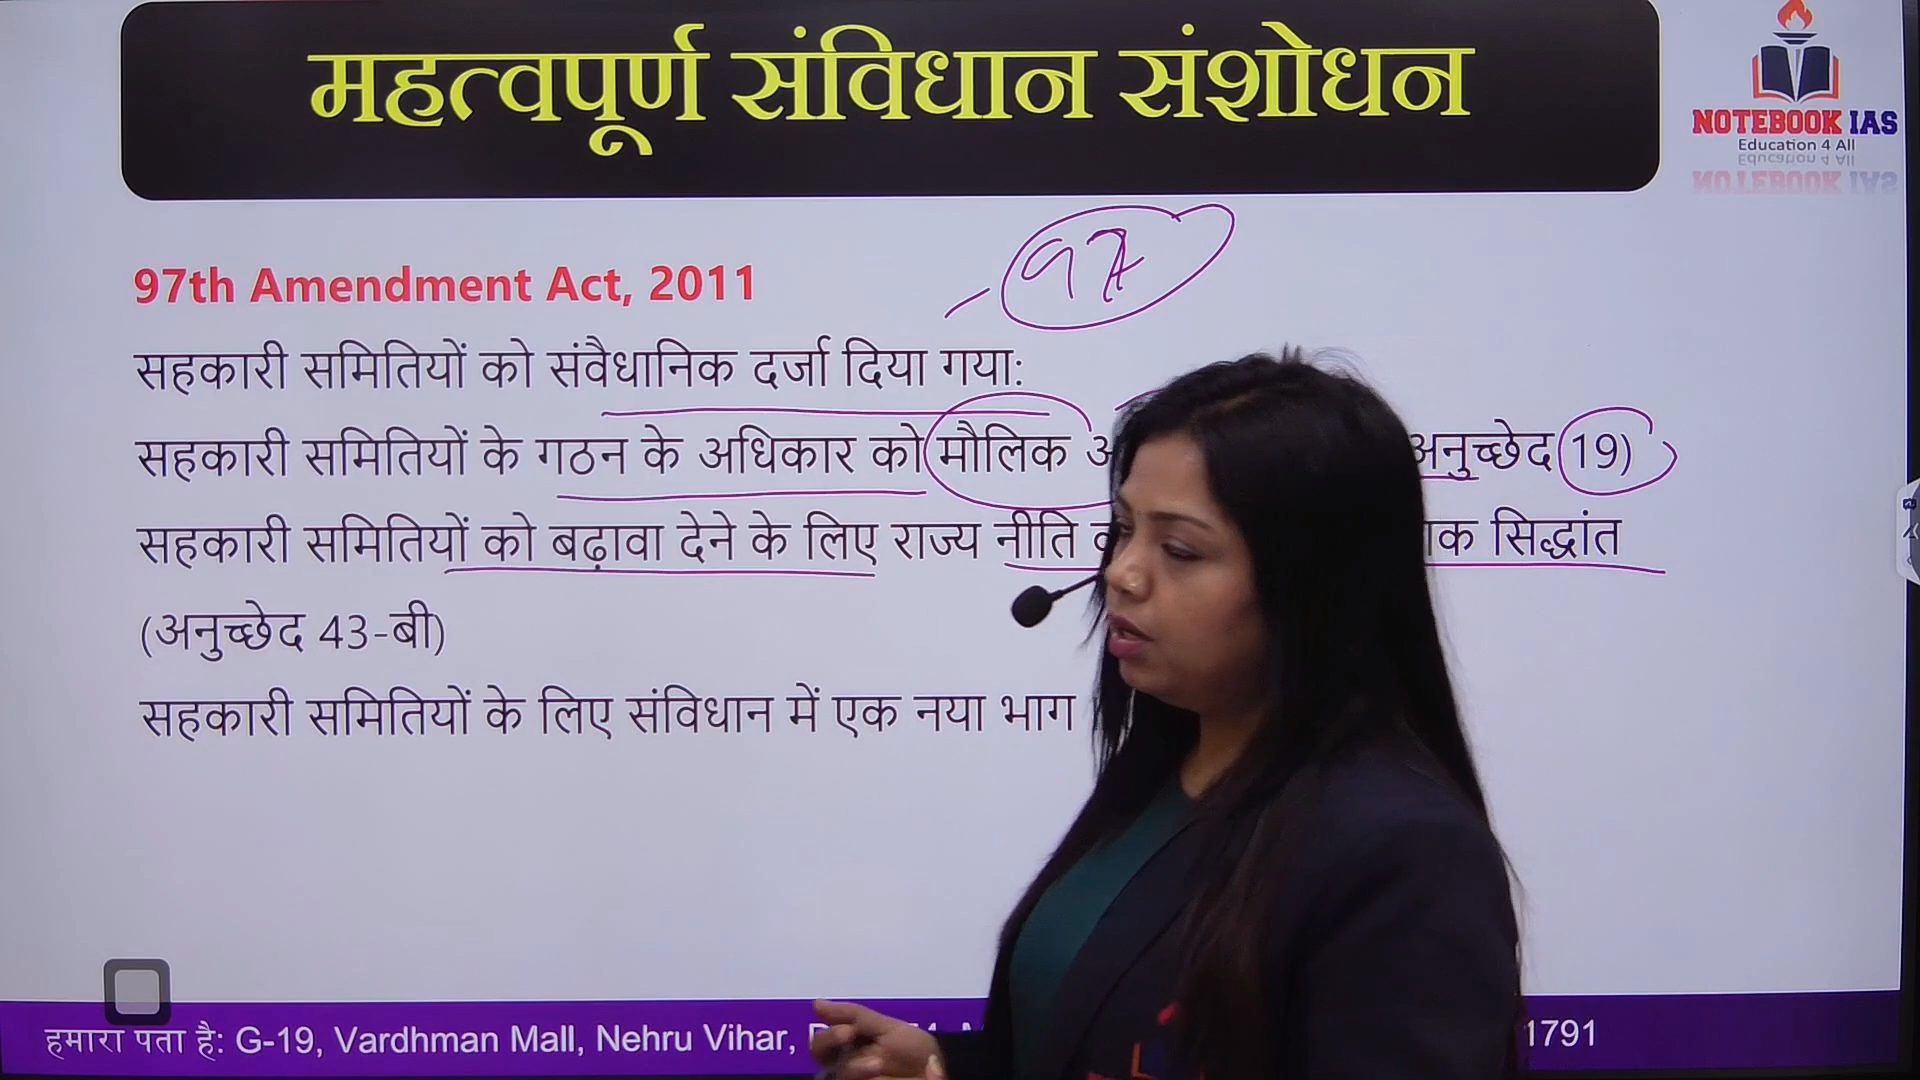 महत्वपूर्ण संविधान संशोधन
NOTEBOOK IAS
Education 4 All
97
97th Amendment Act, 2011
सहकारी समितियों को संवैधानिक दर्जा दिया गया:
सहकारी समितियों के गठन के अधिकार को मौलिक अनुच्छेद 19)
सहकारी समितियों को बढ़ावा देने के लिए राज्य नीति सिद्धांत
(अनुच्छेद 43-बी)
सहकारी समितियों के लिए संविधान में एक नया भाग
हमारा पता है: G-19, Vardhman Mall, Nehru Vihar, 1791